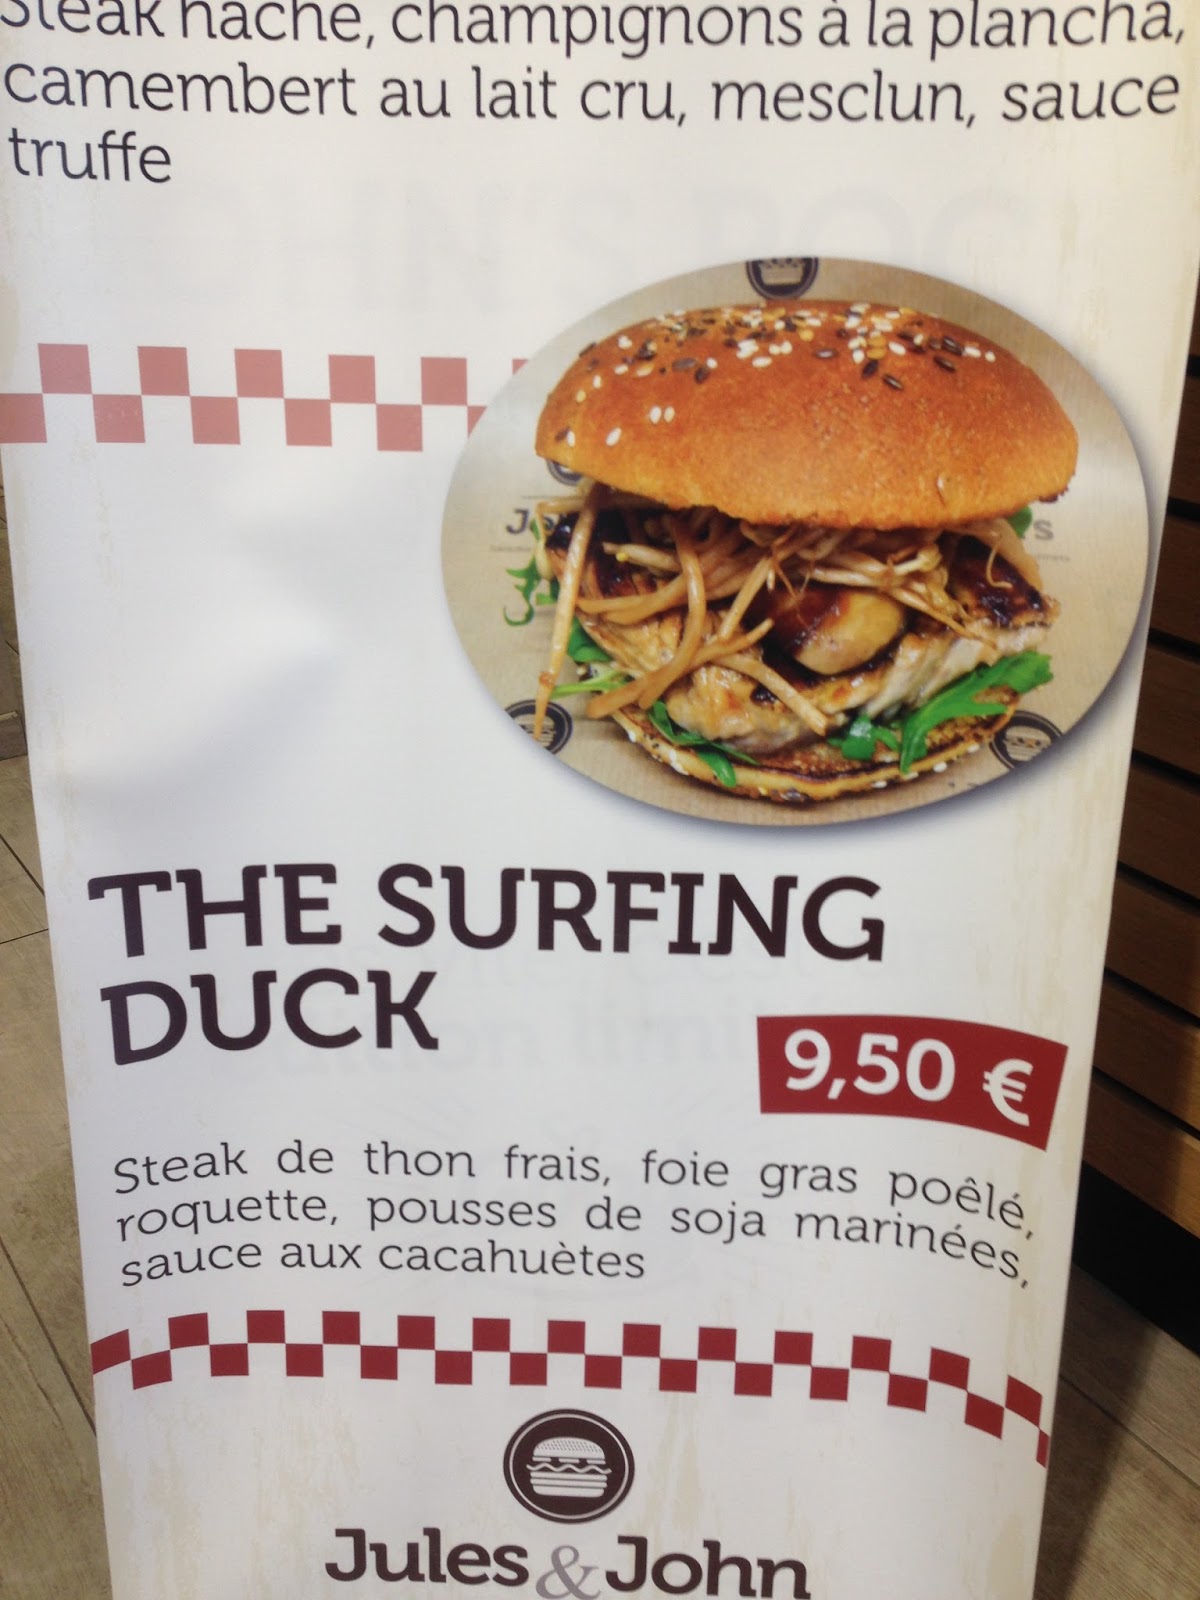 Steak haché, champignons à la plancha,
camembert au lait cru, mesclun, sauce
truffe
THE SURFING
DUCK
9,50 €
Steak de thon frais, foie gras poêlé,
roquette, pousses de soja marinées,
sauce aux cacahuètes
Jules&John